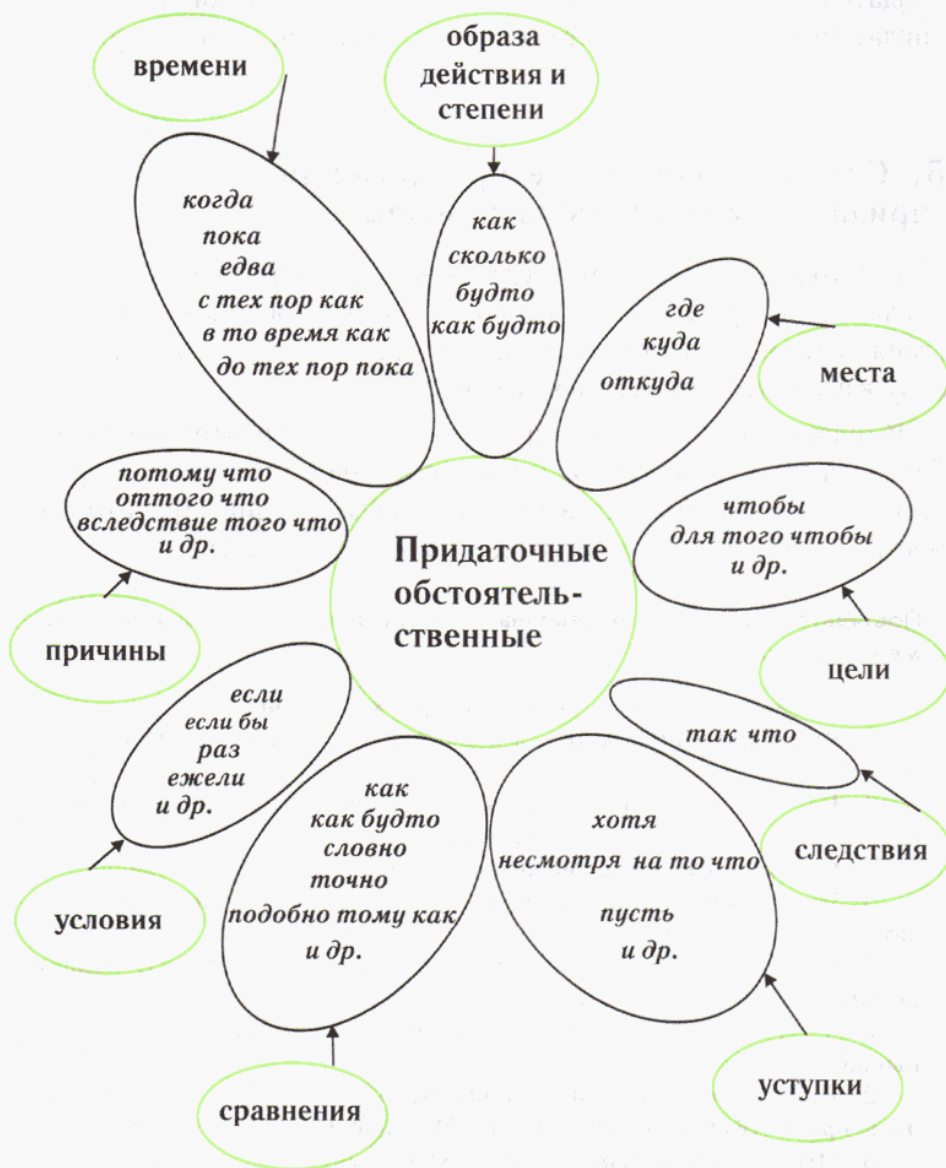 времени
образа
действия и
степени
когда
пока
едва
с тех пор как
в то время как
до тех пор пока
как
сколько
будто
как будто
где
куда
откуда
места
потому что
оттого что
вследствие того что
и др.
причины
Придаточные
обстоятель-
ственные
чтобы
для того чтобы
и др.
цели
если
если бы
раз
ежели
и др.
условия
как
как будто
словно
точно
подобно тому как
и др.
сравнения
так что
следствия
хотя
несмотря на то что
пусть
и др.
уступки